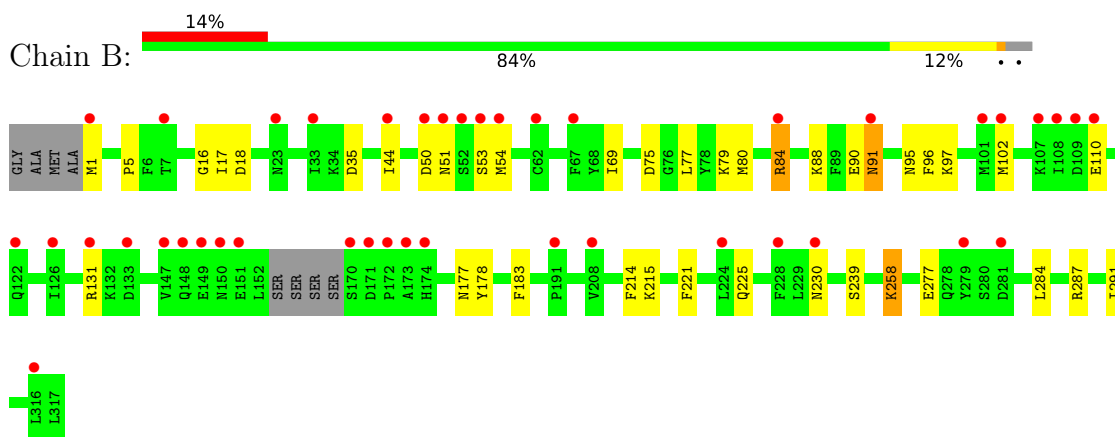 14%
Chain B:
84% 12% • •
GLY ALA MET ALA M1 P5 F6 T7 G16 I17 D18 N23 I33 K34 D35 I44 D50 N51 S52 S53 M54 C62 F67 Y68 I69 D75 G76 L77 Y78 K79 M80 R84 K88 F89 E90 N91 N95 F96 K97 M101 M102 K107 I108 D109 E110
Q122 I126 R131 K132 D133 V147 Q148 E149 N150 E151 L152 SER SER SER SER S170 D171 P172 A173 H174 N177 Y178 F183 P191 V208 F214 K215 F221 L224 Q225 F228 L229 N230 S239 K258 E277 Q278 Y279 S280 D281 L284 R287
L316 L317